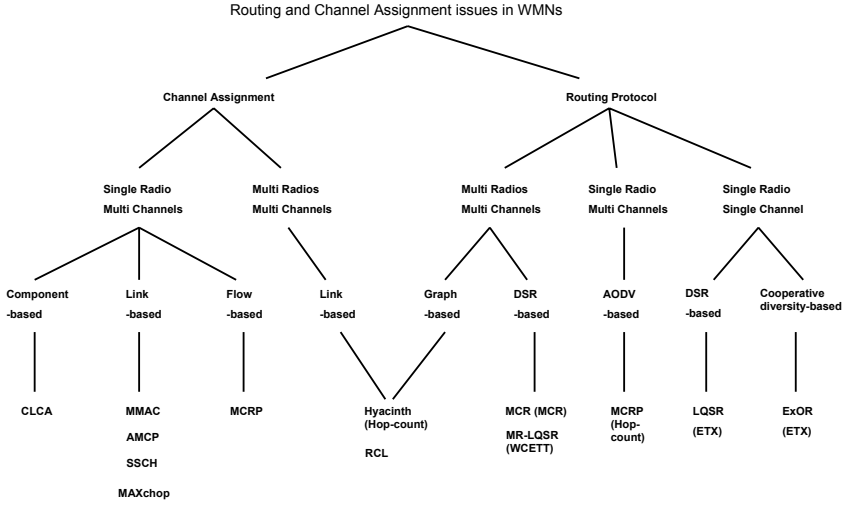 Routing and Channel Assignment issues in WMNs
Channel Assignment
Routing Protocol
Single Radio
Multi Channels
Multi Radios
Multi Channels
Multi Radios
Multi Channels
Single Radio
Multi Channels
Single Radio
Single Channel
Component
-based
Link
-based
Flow
-based
Link
-based
Graph
-based
DSR
-based
AODV
-based
DSR
-based
Cooperative
diversity-based
CLCA
MMAC
AMCP
SSCH
MAXchop
MCRP
Hyacinth
(Hop-count)
RCL
MCR (MCR)
MR-LQSR
(WCETT)
MCRP
(Hop-
count)
LQSR
(ETX)
ExOR
(ETX)